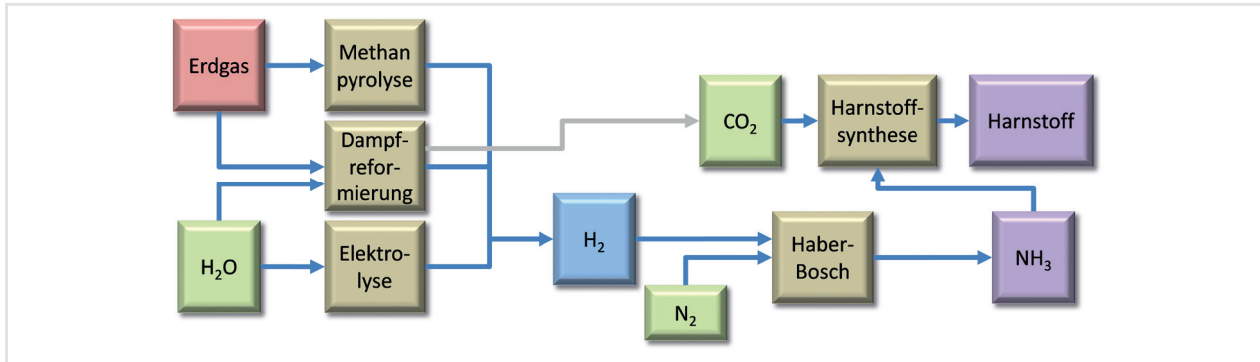 Erdgas
Methan
pyrolyse
Dampf-
refor-
mierung
H₂O
Elektro-
lyse
H₂
N₂
CO₂
Harnstoff-
synthese
Harnstoff
Haber-
Bosch
NH₃